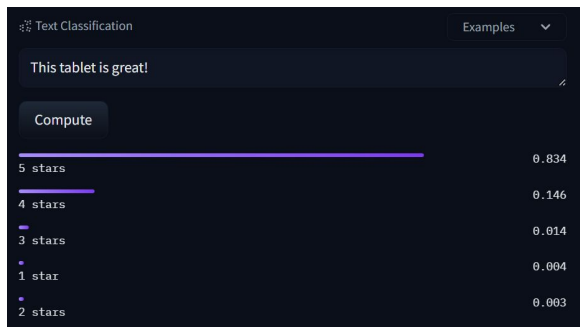 Text Classification
Examples
This tablet is great!
Compute
5 stars 0.834
4 stars 0.146
3 stars 0.014
1 star 0.004
2 stars 0.003